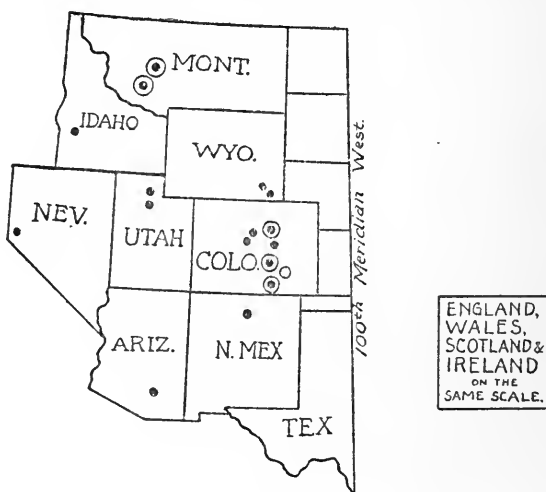 MONT.
IDAHO
WYO.
NEV.
UTAH
COLO.
100th Meridian West.
ARIZ.
N. MEX
TEX
ENGLAND,
WALES,
SCOTLAND &
IRELAND
ON THE
SAME SCALE.